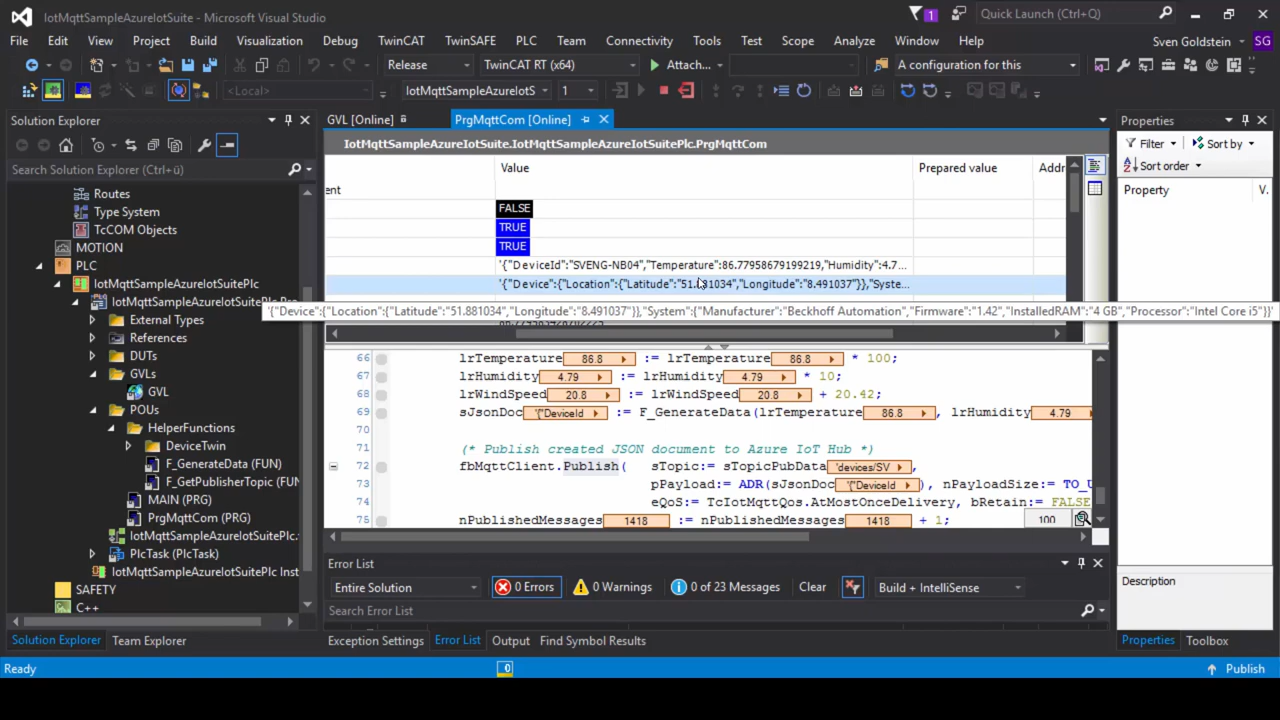 IotMqttSampleAzureIotSuite - Microsoft Visual Studio
1
Quick Launch (Ctrl+Q)
File Edit View Project Build Visualization Debug TwinCAT TwinSAFE PLC Team Connectivity Tools Test Scope Analyze Window Help
Sven Goldstein SG
Release TwinCAT RT (x64) Attach... A configuration for this
<Local> IotMqttSampleAzureIotS 1
Solution Explorer
Search Solution Explorer (Ctrl+ü)
Routes
Type System
TcCOM Objects
MOTION
PLC
IotMqttSampleAzureIotSuitePlc
IotMqttSampleAzureIotSuitePlc Pro
External Types
References
DUTs
GVLs
GVL
POUs
HelperFunctions
DeviceTwin
F_GenerateData (FUN)
F_GetPublisherTopic (FUN
MAIN (PRG)
PrgMqttCom (PRG)
IotMqttSampleAzureIotSuitePlc.
PlcTask (PlcTask)
IotMqttSampleAzureIotSuitePlc Inst
SAFETY
C++
Solution Explorer Team Explorer
GVL [Online] PrgMqttCom [Online]
IotMqttSampleAzureIotSuite.IotMqttSampleAzureIotSuitePlc.PrgMqttCom
Value Prepared value Addr
ent
FALSE
TRUE
TRUE
'{"DeviceId":"SVENG-NB04","Temperature":86.77958679199219,"Humidity":4.7...
'{"Device":{"Location":{"Latitude":"51.881034","Longitude":"8.491037"}},"Syste...
'{"Device":{"Location":{"Latitude":"51.881034","Longitude":"8.491037"}},"System":{"Manufacturer":"Beckhoff Automation","Firmware":"1.42","InstalledRAM":"4 GB","Processor":"Intel Core i5"}}'
66 lrTemperature 86.8 := lrTemperature 86.8 * 100;
67 lrHumidity 4.79 := lrHumidity 4.79 * 10;
68 lrWindSpeed 20.8 := lrWindSpeed 20.8 + 20.42;
69 sJsonDoc '{"DeviceId := F_GenerateData(lrTemperature 86.8 , lrHumidity 4.79
70
71 (* Publish created JSON document to Azure IoT Hub *)
72 fbMqttClient.Publish( sTopic:= sTopicPubData 'devices/SV ,
73 pPayload:= ADR(sJsonDoc '{"DeviceId ), nPayloadSize:= TO_U
74 eQoS:= TcIotMqttQos.AtMostOnceDelivery, bRetain:= FALSE
75 nPublishedMessages 1418 := nPublishedMessages 1418 + 1;
100
Error List
Entire Solution 0 Errors 0 Warnings 0 of 23 Messages Clear Build + IntelliSense
Search Error List
Exception Settings Error List Output Find Symbol Results
Properties
Filter Sort by
Sort order
Property V.
Description
Properties Toolbox
Ready 0 Publish